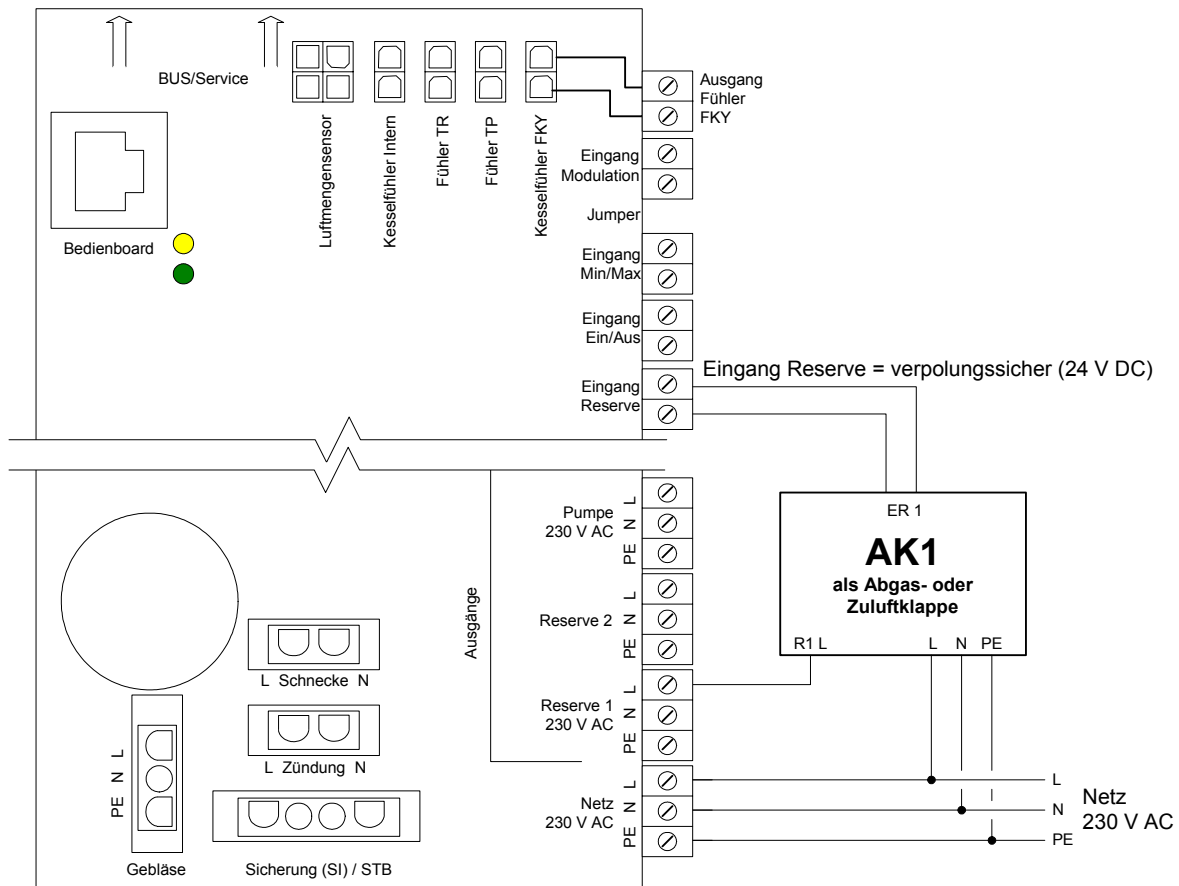 BUS/Service
Luftmengensensor
Kesselfühler Intern
Fühler TR
Fühler TP
Kesselfühler FKY
Ausgang
Fühler
FKY
Eingang
Modulation
Jumper
Bedienboard
Eingang
Min/Max
Eingang
Ein/Aus
Eingang Reserve = verpolungssicher (24 V DC)
Eingang
Reserve
Pumpe
230 V AC
L
N
PE
ER 1
AK1
als Abgas- oder
Zuluftklappe
R1 L
L N PE
Ausgänge
Reserve 2
L
N
PE
L Schnecke N
Reserve 1
230 V AC
L
N
PE
L Zündung N
PE N L
Gebläse
Sicherung (SI) / STB
Netz
230 V AC
L
N
PE
L
N
PE
Netz
230 V AC